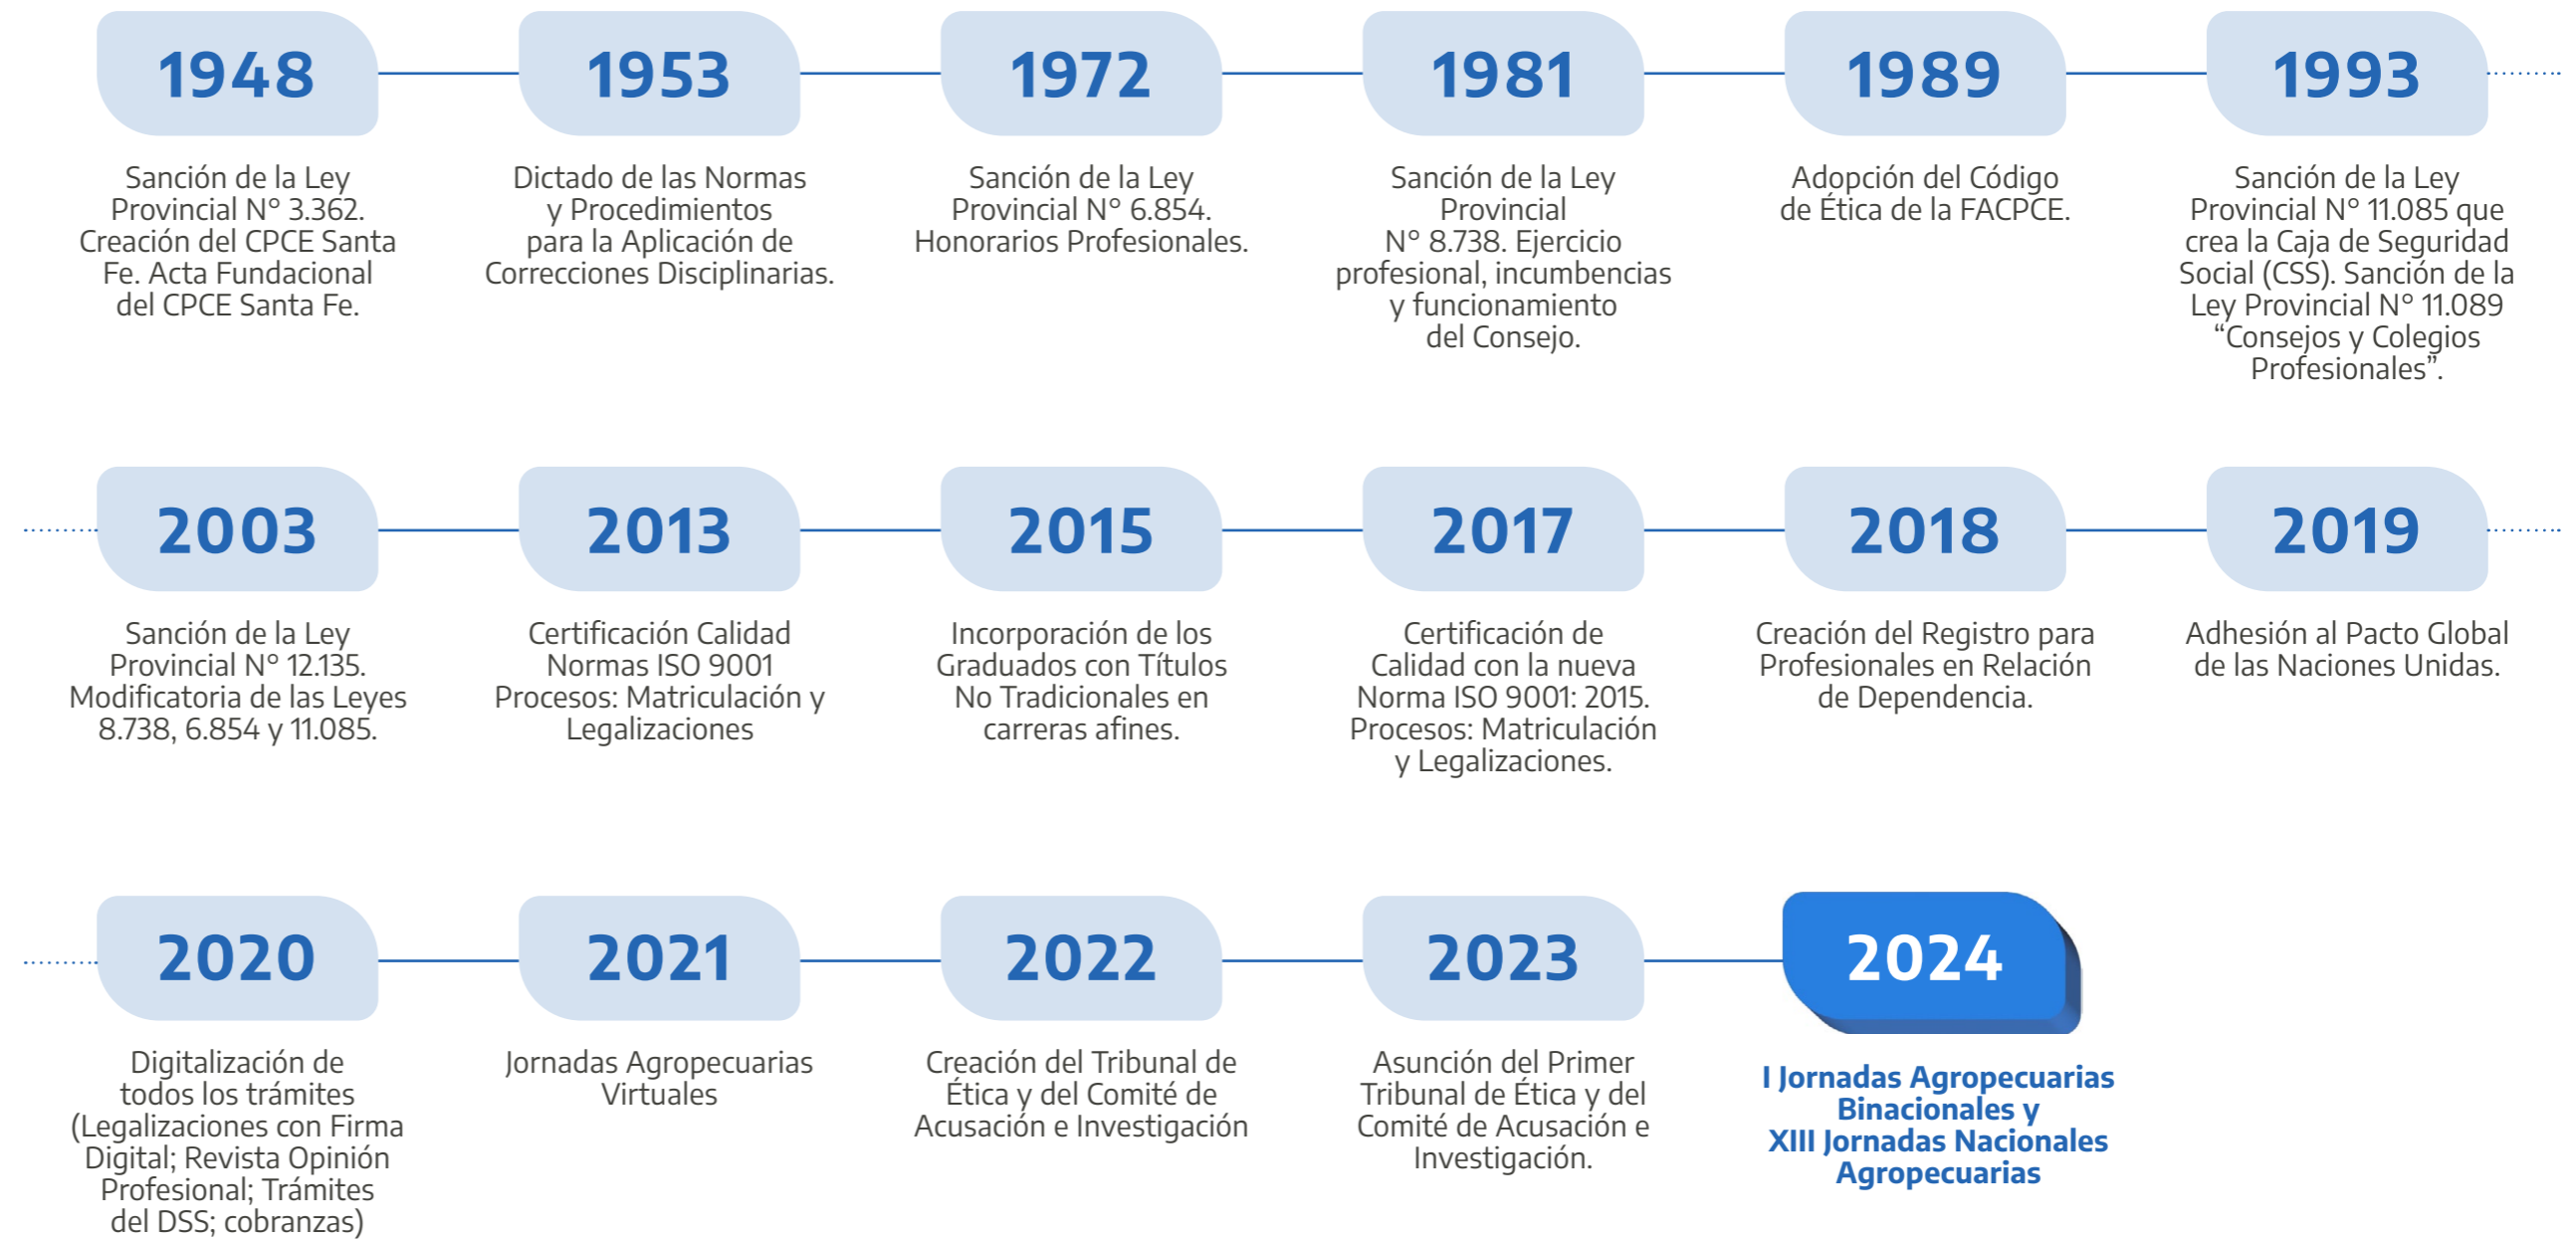 1948
Sanción de la Ley
Provincial N° 3.362.
Creación del CPCE Santa
Fe. Acta Fundacional
del CPCE Santa Fe.
1953
Dictado de las Normas
y Procedimientos
para la Aplicación de
Correcciones Disciplinarias.
1972
Sanción de la Ley
Provincial N° 6.854.
Honorarios Profesionales.
1981
Sanción de la Ley
Provincial
N° 8.738. Ejercicio
profesional, incumbencias
y funcionamiento
del Consejo.
1989
Adopción del Código
de Ética de la FACPCE.
1993
Sanción de la Ley
Provincial N° 11.085 que
crea la Caja de Seguridad
Social (CSS). Sanción de la
Ley Provincial N° 11.089
“Consejos y Colegios
Profesionales”.
2003
Sanción de la Ley
Provincial N° 12.135.
Modificatoria de las Leyes
8.738, 6.854 y 11.085.
2013
Certificación Calidad
Normas ISO 9001
Procesos: Matriculación y
Legalizaciones
2015
Incorporación de los
Graduados con Títulos
No Tradicionales en
carreras afines.
2017
Certificación de
Calidad con la nueva
Norma ISO 9001: 2015.
Procesos: Matriculación
y Legalizaciones.
2018
Creación del Registro para
Profesionales en Relación
de Dependencia.
2019
Adhesión al Pacto Global
de las Naciones Unidas.
2020
Digitalización de
todos los trámites
(Legalizaciones con Firma
Digital; Revista Opinión
Profesional; Trámites
del DSS; cobranzas)
2021
Jornadas Agropecuarias
Virtuales
2022
Creación del Tribunal de
Ética y del Comité de
Acusación e Investigación
2023
Asunción del Primer
Tribunal de Ética y del
Comité de Acusación e
Investigación.
2024
I Jornadas Agropecuarias
Binacionales y
XIII Jornadas Nacionales
Agropecuarias